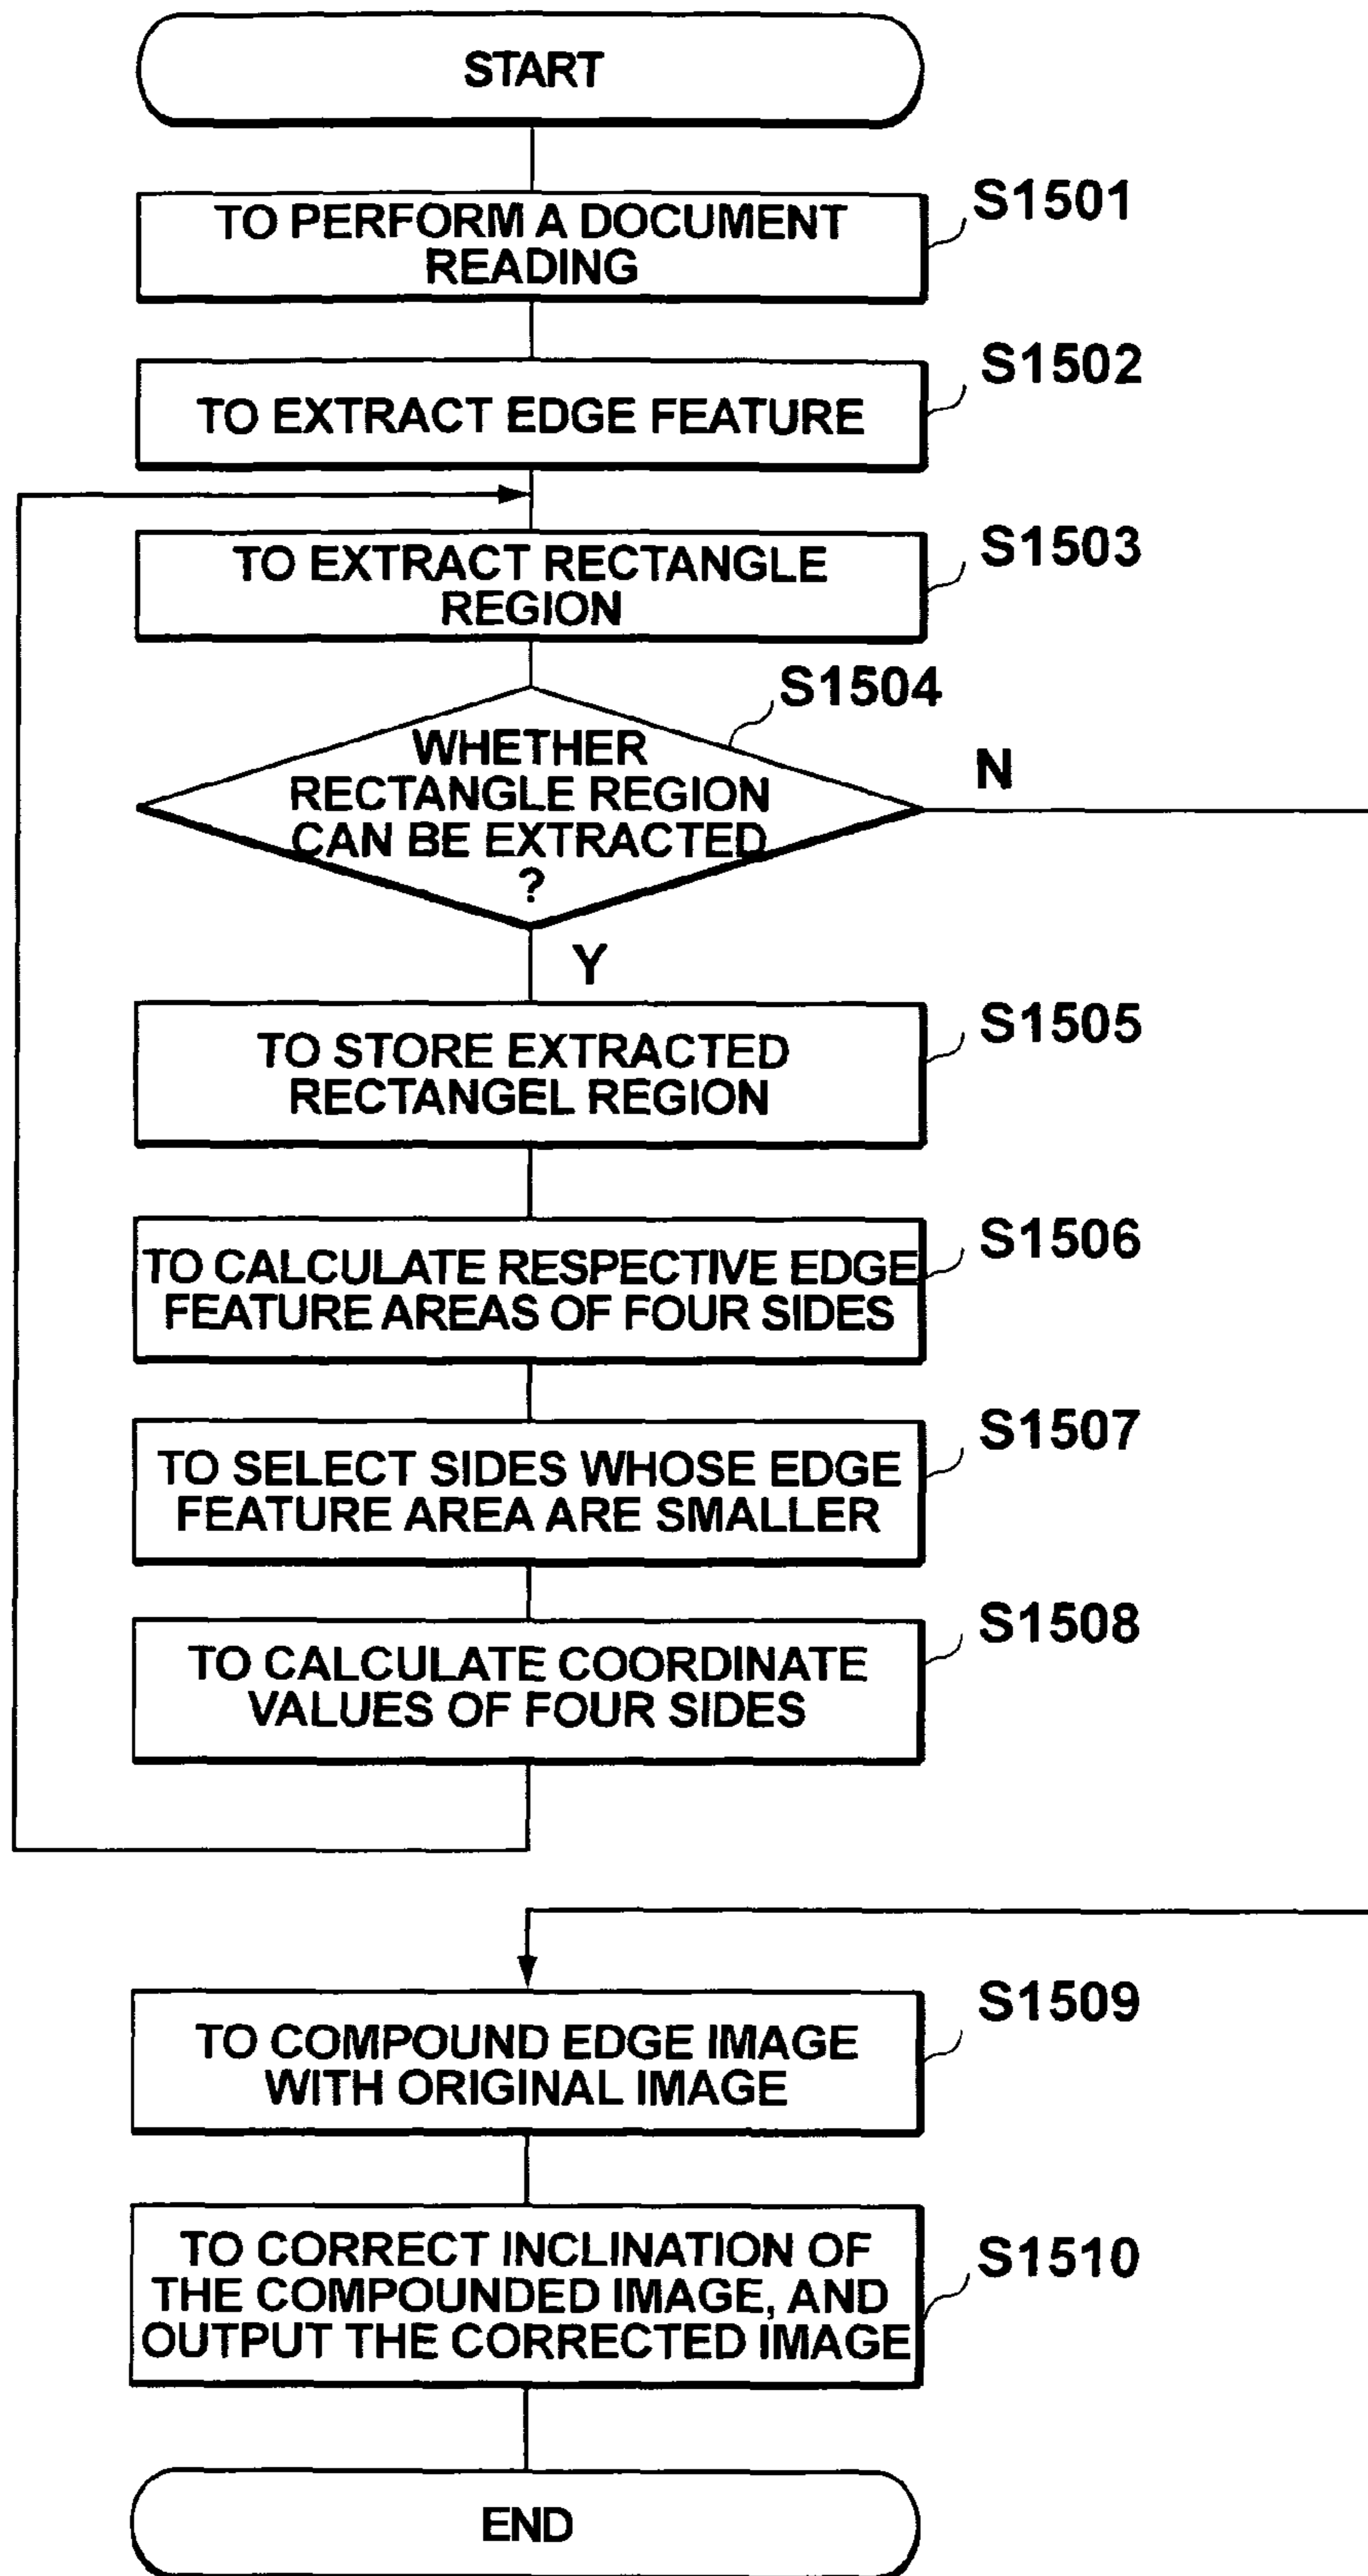 START
S1501
TO PERFORM A DOCUMENT
READING
S1502
TO EXTRACT EDGE FEATURE
S1503
TO EXTRACT RECTANGLE
REGION
S1504
WHETHER
RECTANGLE REGION
CAN BE EXTRACTED
?
N
Y
S1505
TO STORE EXTRACTED
RECTANGEL REGION
S1506
TO CALCULATE RESPECTIVE EDGE
FEATURE AREAS OF FOUR SIDES
S1507
TO SELECT SIDES WHOSE EDGE
FEATURE AREA ARE SMALLER
S1508
TO CALCULATE COORDINATE
VALUES OF FOUR SIDES
S1509
TO COMPOUND EDGE IMAGE
WITH ORIGINAL IMAGE
S1510
TO CORRECT INCLINATION OF
THE COMPOUNDED IMAGE, AND
OUTPUT THE CORRECTED IMAGE
END